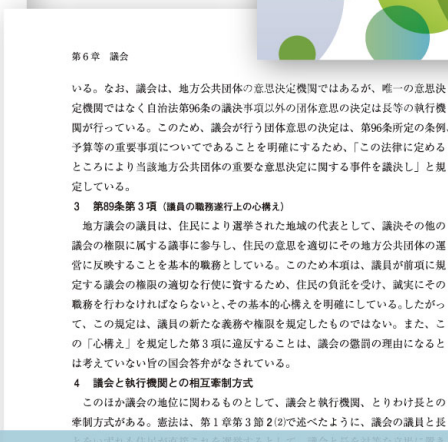 第6章　議会
いる。なお、議会は、地方公共団体の意思決定機関ではあるが、唯一の意思決
定機関ではなく自治法第96条の議決事項以外の団体意思の決定は長等の執行機
関が行っている。このため、議会が行う団体意思の決定は、第96条所定の条例、
予算等の重要事項についてであることを明確にするため、「この法律に定める
ところにより当該地方公共団体の重要な意思決定に関する事件を議決し」と規
定している。
3　第89条第3項（議員の職務遂行上の心構え）
地方議会の議員は、住民により選挙された地域の代表として、議決その他の
議会の権限に属する議事に参与し、住民の意思を適切にその地方公共団体の運
営に反映することを基本的職務としている。このため本項は、議員が前項に規
定する議会の権限の適切な行使に資するため、住民の負託を受け、誠実にその
職務を行わなければならないと、その基本的心構えを明確にしている。したがっ
て、この規定は、議員の新たな義務や権限を規定したものではない。また、こ
の「心構え」を規定した第3項に違反することは、議会の懲罰の理由になると
は考えていない旨の国会答弁がなされている。
4　議会と執行機関との相互牽制方式
このほか議会の地位に関わるものとして、議会と執行機関、とりわけ長との
牽制方式がある。憲法は、第1章第3節2(2)で述べたように、議会の議員と長